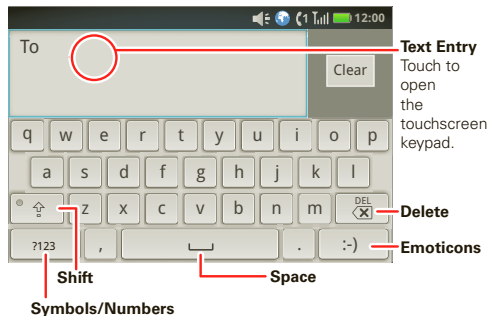 12:00
To
Clear
Text Entry
Touch to
open
the
touchscreen
keypad.
q w e r t y u i o p
a s d f g h j k l
z x c v b n m DEL
Delete
?123 , . :-)
Emoticons
Shift
Space
Symbols/Numbers